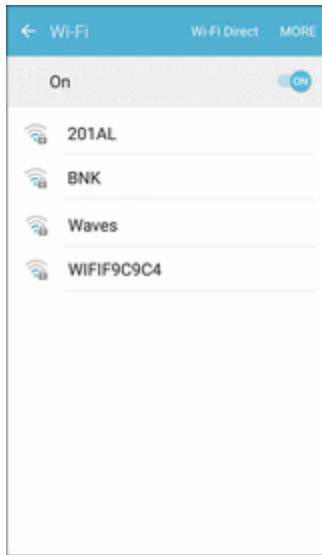 Wi-Fi Wi-Fi Direct MORE
On ON
201AL
BNK
Waves
WIFIF9C9C4